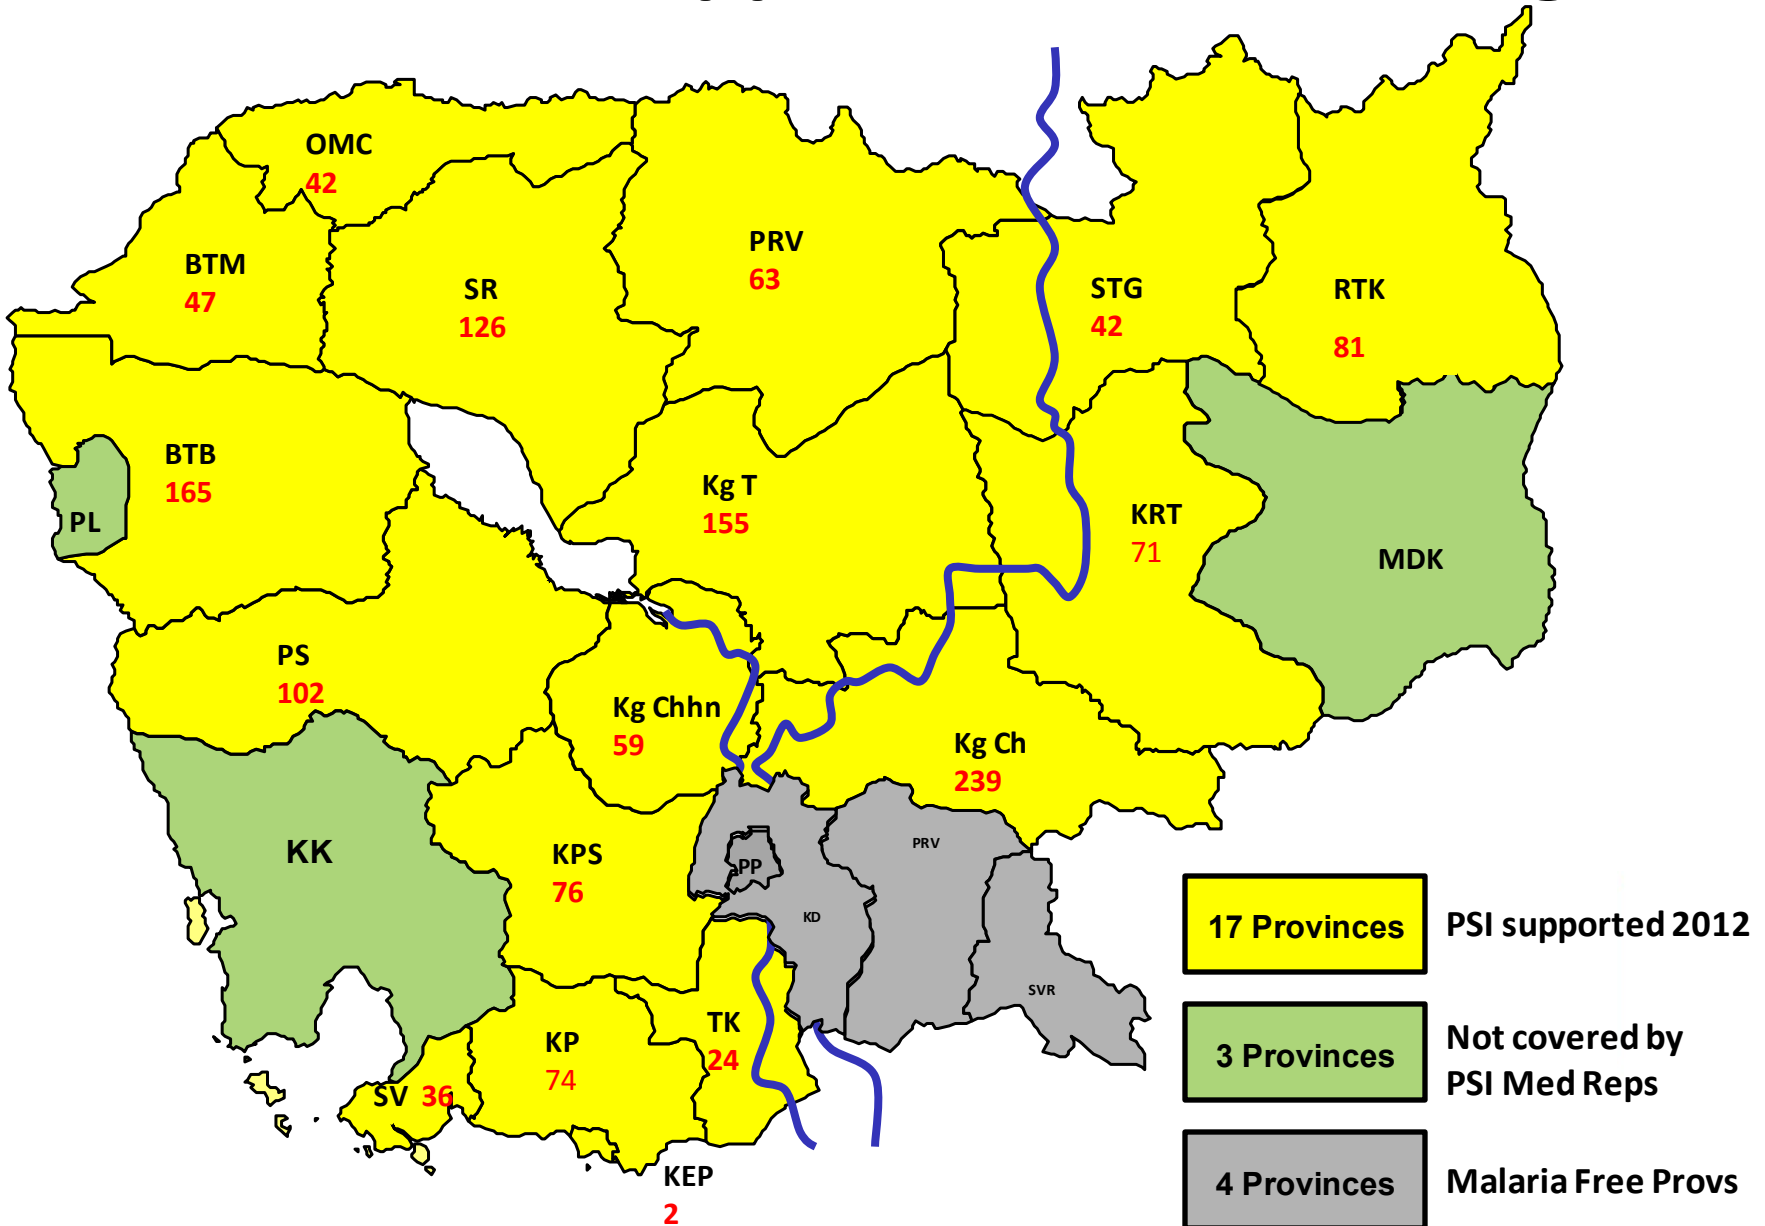 OMC
42
BTM
47
SR
126
PRV
63
STG
42
RTK
81
BTB
165
PL
Kg T
155
KRT
71
MDK
PS
102
Kg Chhn
59
Kg Ch
239
KK
KPS
76
PP
PRV
KD
SVR
TK
24
KP
74
SV 36
KEP
2
17 Provinces PSI supported 2012
3 Provinces Not covered by
PSI Med Reps
4 Provinces Malaria Free Provs